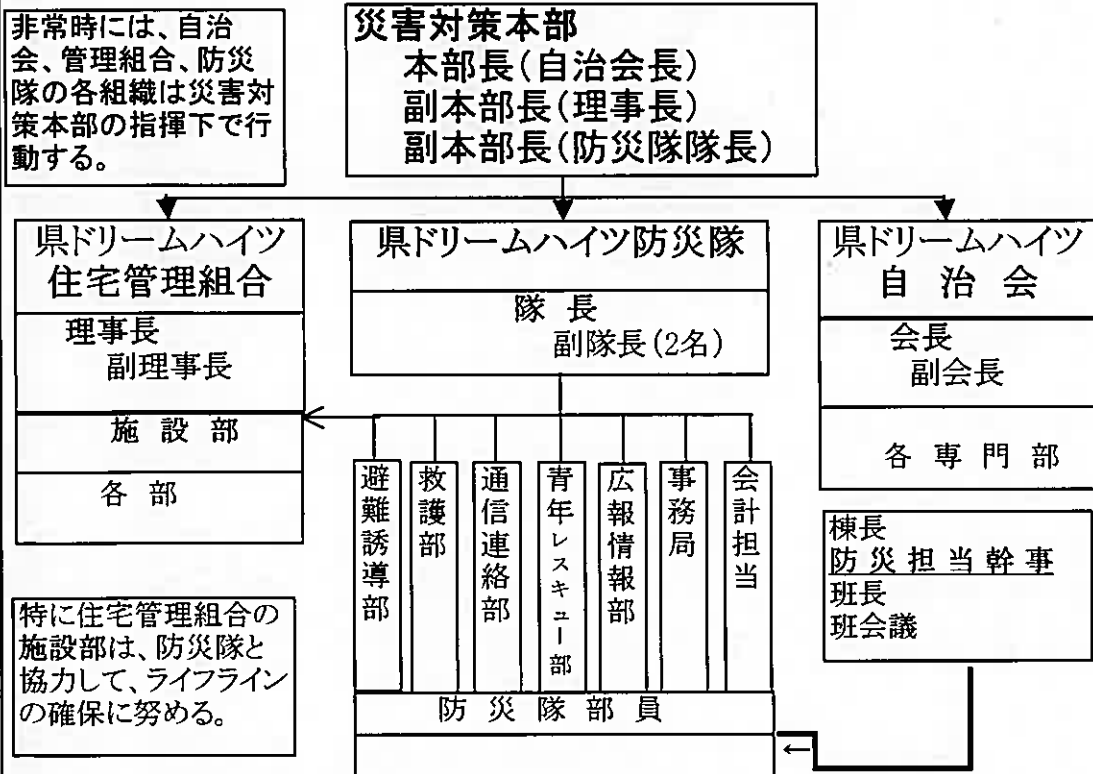 非常時には、自治
会、管理組合、防災
隊の各組織は災害対
策本部の指揮下で行
動する。
災害対策本部
本部長(自治会長)
副本部長(理事長)
副本部長(防災隊隊長)
県ドリームハイツ
住宅管理組合
理事長
副理事長
施設部
各部
県ドリームハイツ防災隊
隊長
副隊長(2名)
県ドリームハイツ
自治会
会長
副会長
各専門部
避難誘導部
救護部
通信連絡部
青年レスキュー部
広報情報部
事務局
会計担当
防災隊部員
←
棟長
防災担当幹事
班長
班会議
特に住宅管理組合の
施設部は、防災隊と
協力して、ライフライン
の確保に努める。